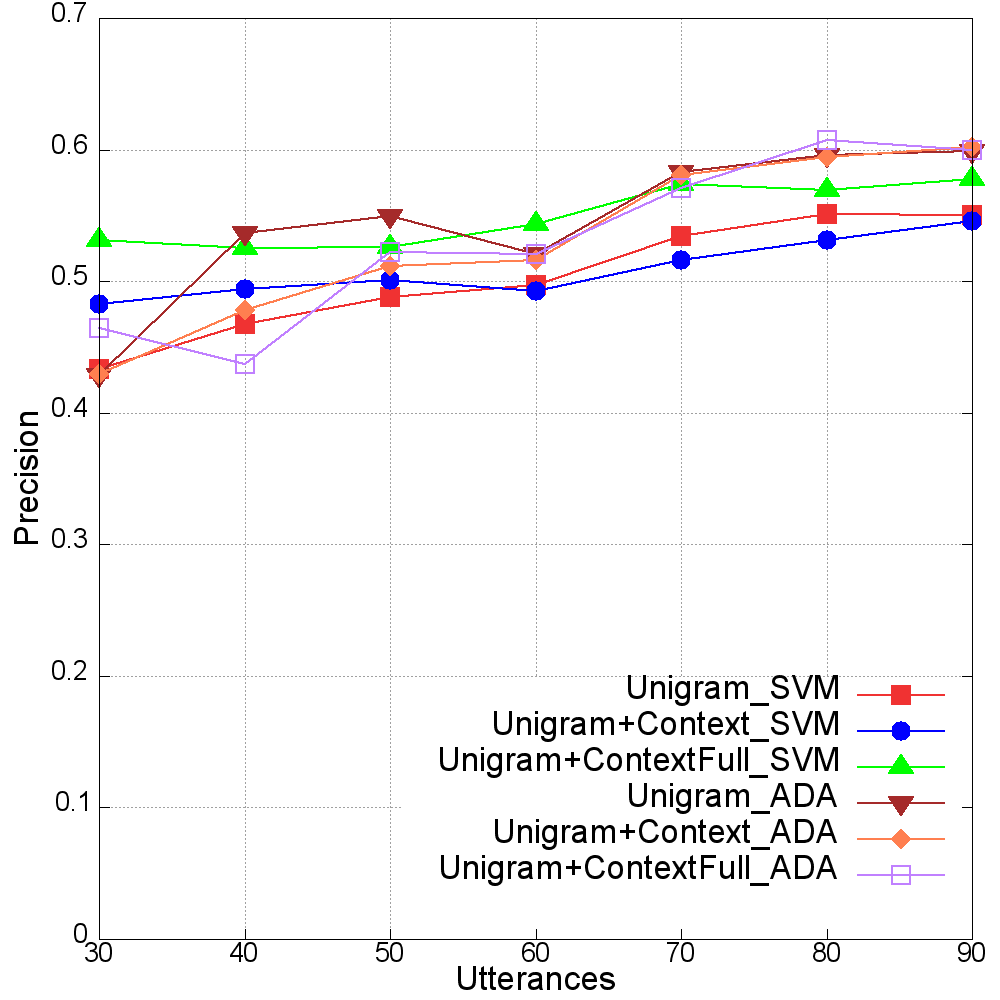 0.7
0.6
0.5
0.4
0.3
0.2
0.1
0
Precision
30 40 50 60 70 80 90
Utterances
Unigram_SVM
Unigram+Context_SVM
Unigram+ContextFull_SVM
Unigram_ADA
Unigram+Context_ADA
Unigram+ContextFull_ADA